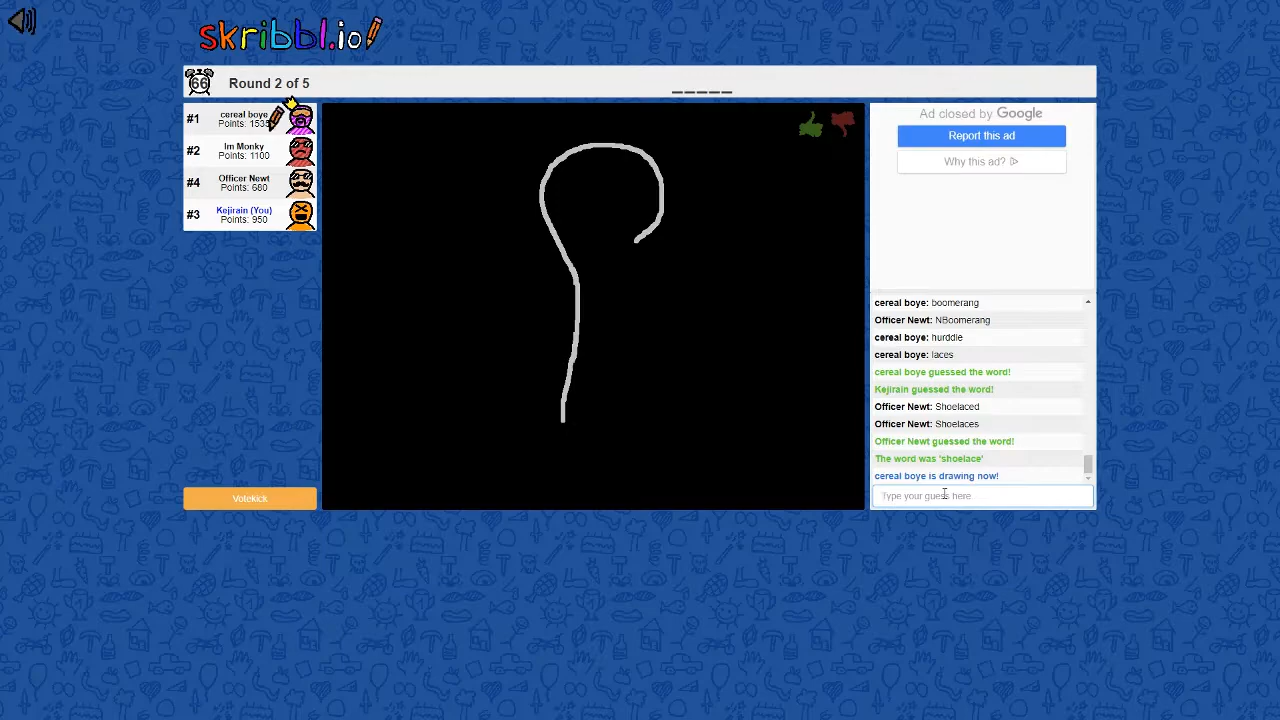 skribbl.io
66
Round 2 of 5
_____
#1
cereal boye
Points: 153
#2
Im Monky
Points: 1100
#4
Officer Newt
Points: 680
#3
Kejirain (You)
Points: 950
Votekick
Ad closed by Google
Report this ad
Why this ad?
cereal boye: boomerang
Officer Newt: NBoomerang
cereal boye: hurddle
cereal boye: laces
cereal boye guessed the word!
Kejirain guessed the word!
Officer Newt: Shoelaced
Officer Newt: Shoelaces
Officer Newt guessed the word!
The word was 'shoelace'
cereal boye is drawing now!
Type your guess here